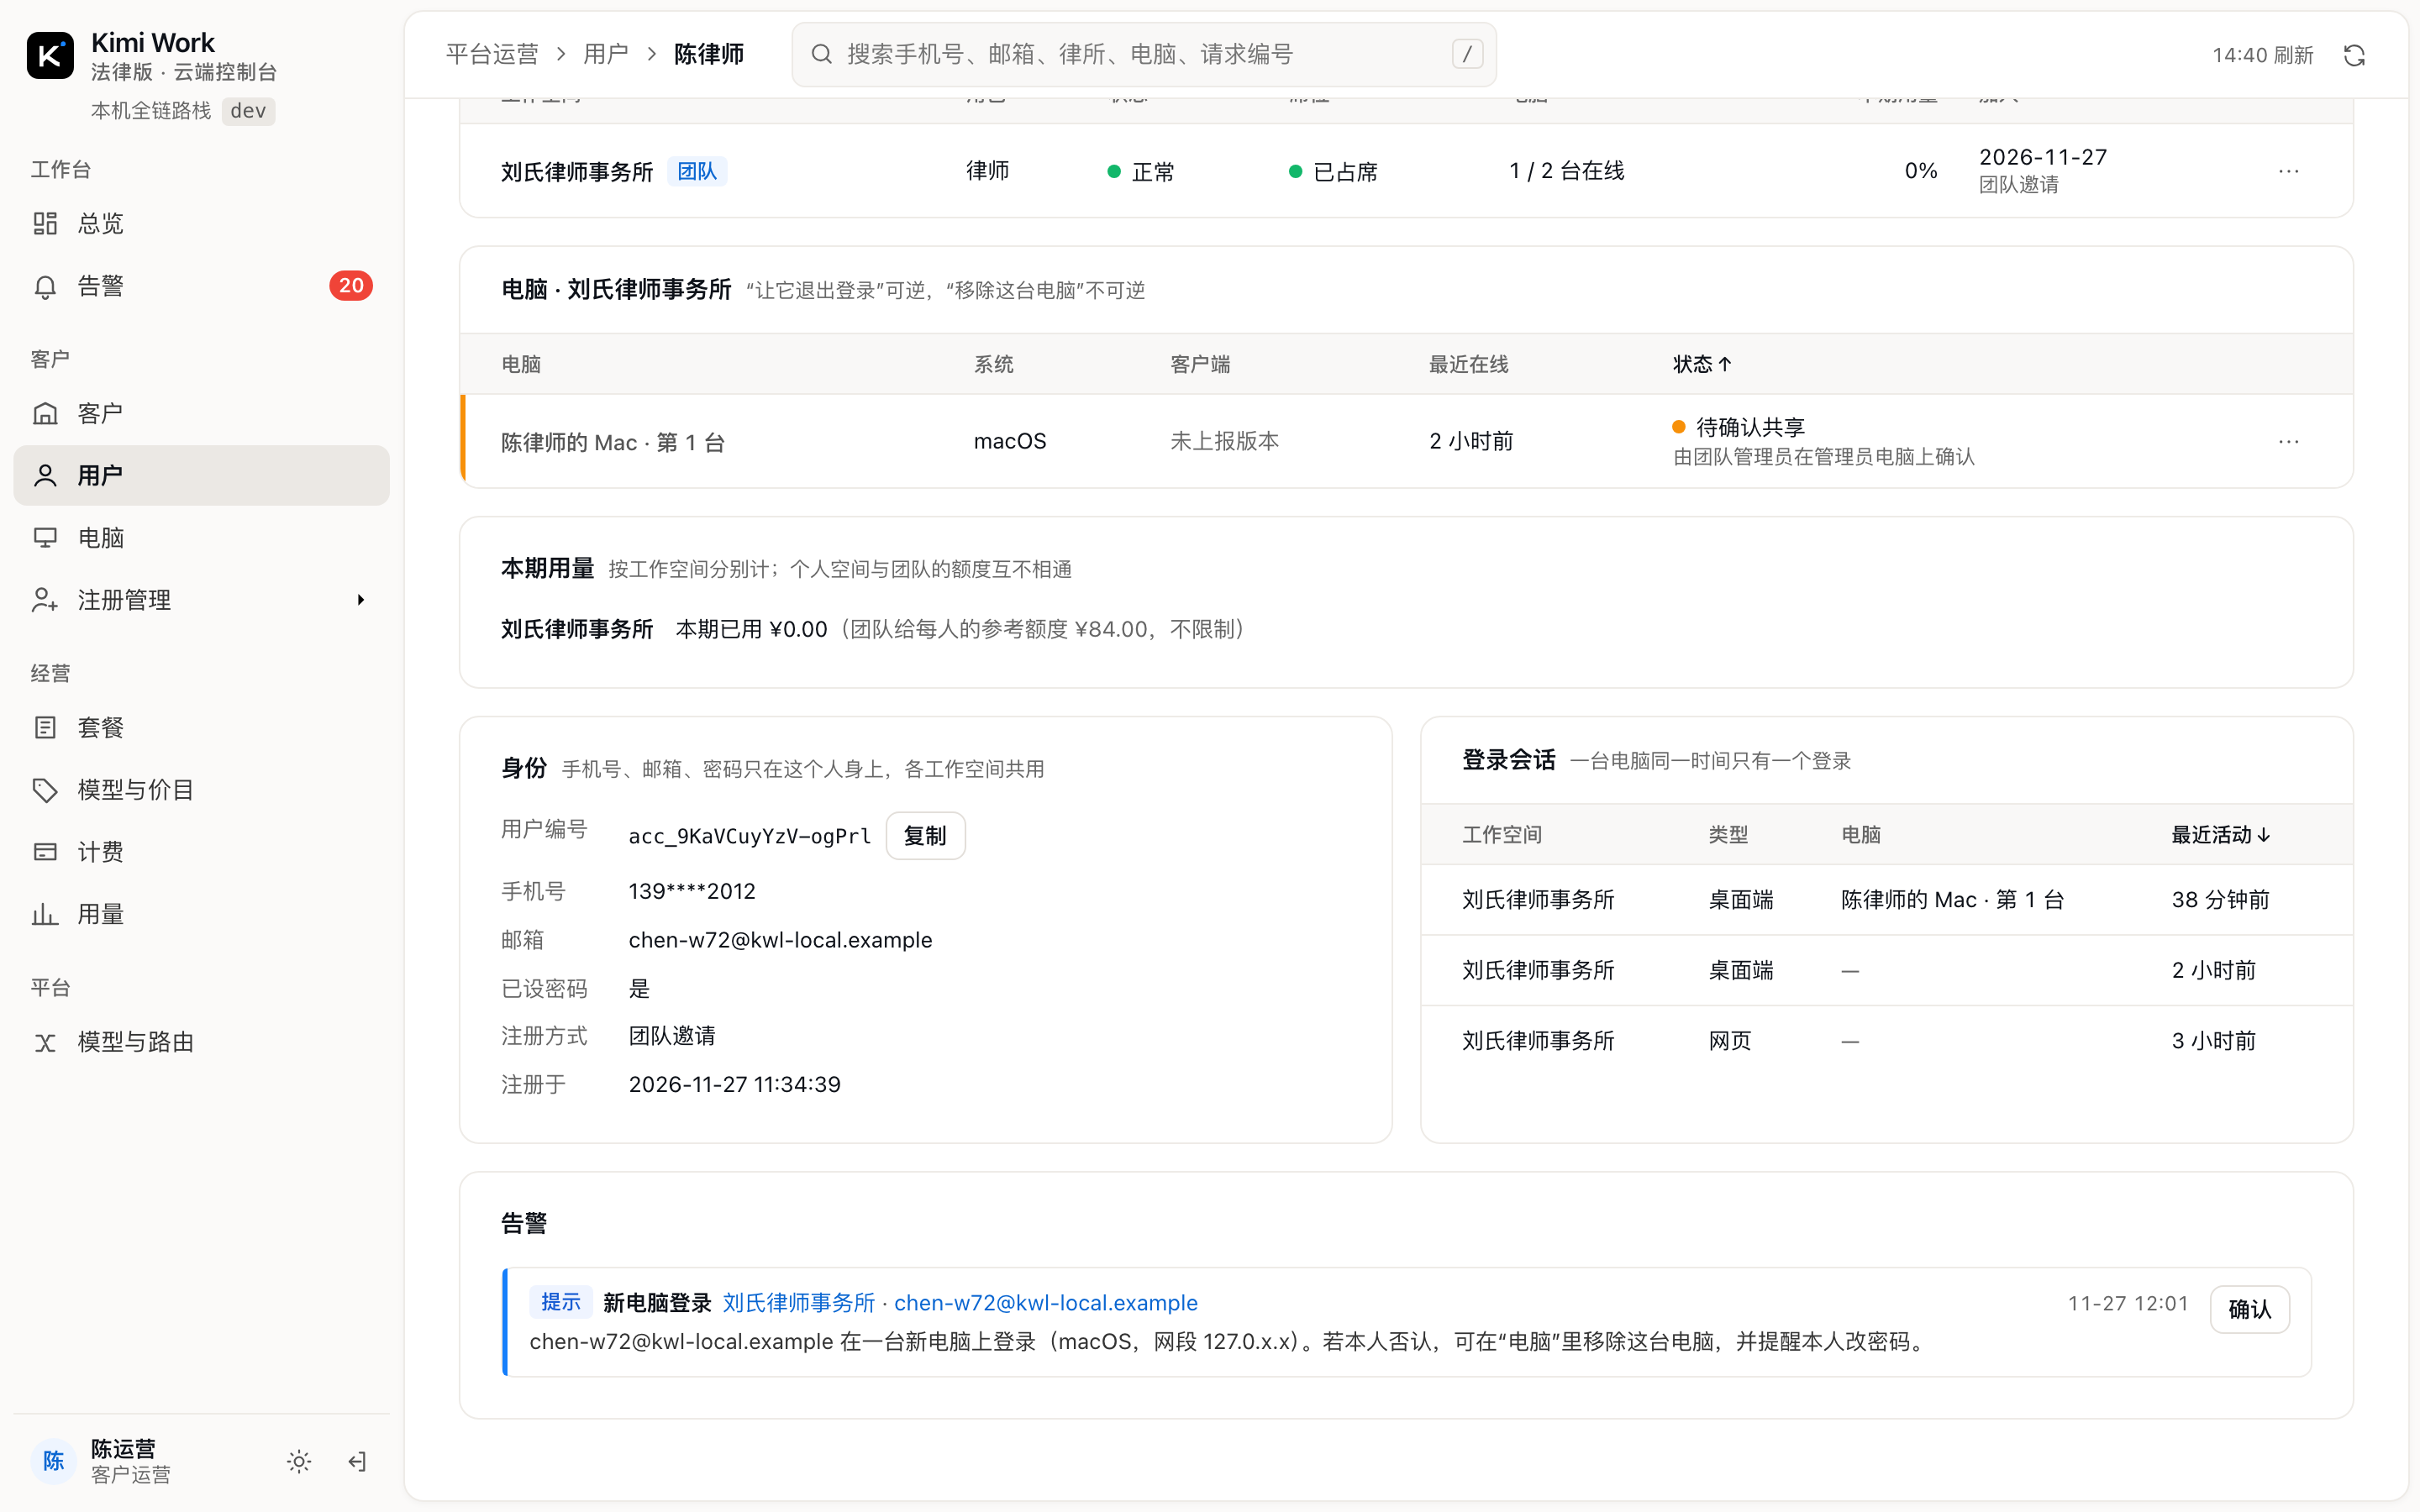 Kimi Work
法律版 · 云端控制台
本机全链路栈 dev
工作台
总览
告警 20
客户
客户
用户
电脑
注册管理
经营
套餐
模型与价目
计费
用量
平台
模型与路由
陈 陈运营
客户运营
平台运营 > 用户 > 陈律师
搜索手机号、邮箱、律所、电脑、请求编号 /
14:40 刷新
刘氏律师事务所 团队 律师 正常 已占席 1 / 2 台在线 0% 2026-11-27
团队邀请
电脑 · 刘氏律师事务所 “让它退出登录”可逆，“移除这台电脑”不可逆
电脑 系统 客户端 最近在线 状态 ↑
陈律师的 Mac · 第 1 台 macOS 未上报版本 2 小时前 待确认共享
由团队管理员在管理员电脑上确认
本期用量 按工作空间分别计；个人空间与团队的额度互不相通
刘氏律师事务所 本期已用 ¥0.00（团队给每人的参考额度 ¥84.00，不限制）
身份 手机号、邮箱、密码只在这个人身上，各工作空间共用
用户编号 acc_9KaVCuyYzV-ogPrl 复制
手机号 139****2012
邮箱 chen-w72@kwl-local.example
已设密码 是
注册方式 团队邀请
注册于 2026-11-27 11:34:39
登录会话 一台电脑同一时间只有一个登录
工作空间 类型 电脑 最近活动 ↓
刘氏律师事务所 桌面端 陈律师的 Mac · 第 1 台 38 分钟前
刘氏律师事务所 桌面端 — 2 小时前
刘氏律师事务所 网页 — 3 小时前
告警
提示 新电脑登录 刘氏律师事务所 · chen-w72@kwl-local.example 11-27 12:01 确认
chen-w72@kwl-local.example 在一台新电脑上登录（macOS，网段 127.0.x.x）。若本人否认，可在“电脑”里移除这台电脑，并提醒本人改密码。